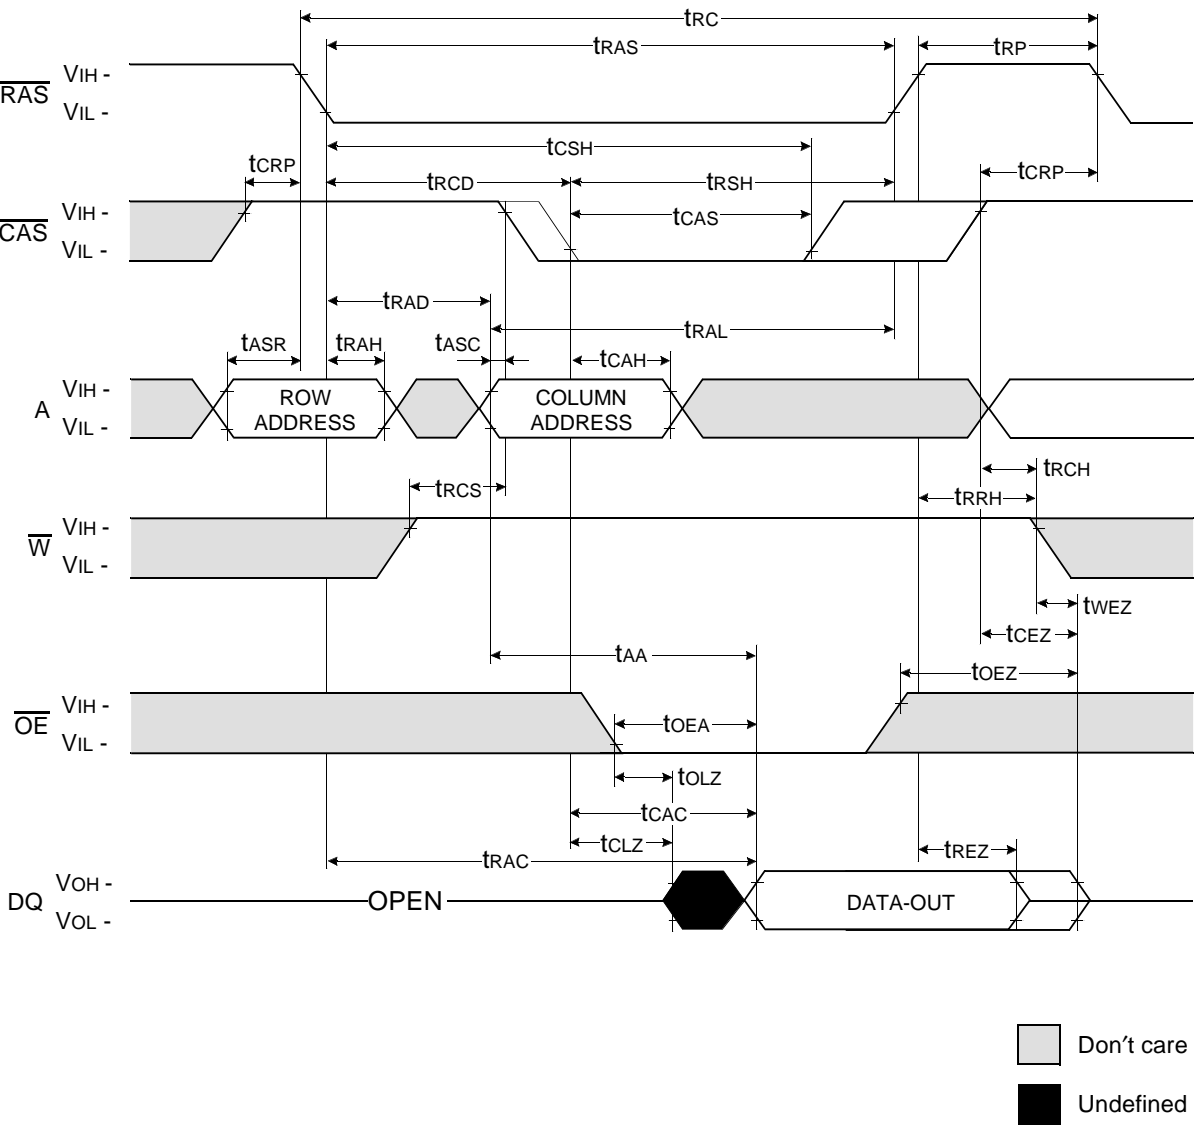 tRC
tRAS
tRP
RAS
VIH -
VIL -
tCSH
tCRP
tRCD
tRSH
tCRP
CAS
VIH -
VIL -
tCAS
tRAD
tRAL
tASR
tRAH
tASC
tCAH
A
VIH -
VIL -
ROW
ADDRESS
COLUMN
ADDRESS
tRCH
tRCS
tRRH
W
VIH -
VIL -
tWEZ
tCEZ
tAA
tOEZ
OE
VIH -
VIL -
tOEA
tOLZ
tCAC
tCLZ
tREZ
tRAC
DQ
VOH -
VOL -
OPEN
DATA-OUT
Don′t care
Undefined